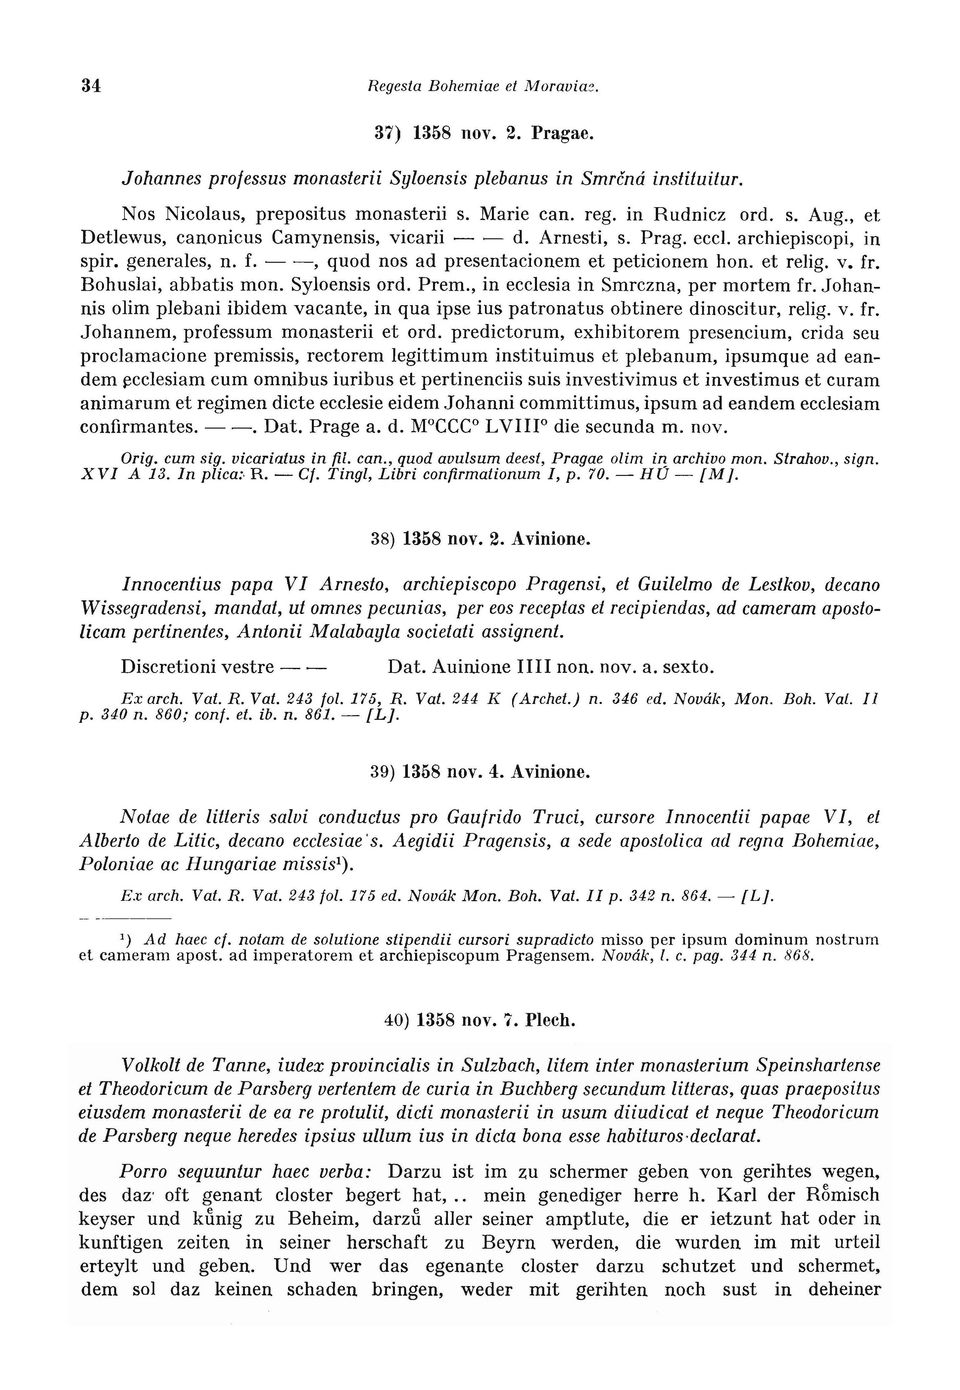 34 Regesta Bohemiae et Moraviae.
37) 1358 nov. 2. Pragae.
Johannes professus monasterii Syloensis plebanus in Smrčná instituitur.
Nos Nicolaus, prepositus monasterii s. Marie can. reg. in Rudnicz ord. s. Aug., et
Detlewus, canonicus Camynensis, vicarii — — d. Arnesti, s. Prag. eccl. archiepiscopi, in
spir. generales, n. f. — —, quod nos ad presentacionem et peticionem hon. et relig. v. fr.
Bohuslai, abbatis mon. Syloensis ord. Prem., in ecclesia in Smrczna, per mortem fr. Johan-
nis olim plebani ibidem vacante, in qua ipse ius patronatus obtinere dinoscitur, relig. v. fr.
Johannem, professum monasterii et ord. predictorum, exhibitorem presencium, crida seu
proclamacione premissis, rectorem legittimum instituimus et plebanum, ipsumque ad ean-
dem ecclesiam cum omnibus iuribus et pertinenciis suis investivimus et investimus et curam
animarum et regimen dicte ecclesie eidem Johanni committimus, ipsum ad eandem ecclesiam
confirmantes. — —. Dat. Prage a. d. M°CCC° LVIII° die secunda m. nov.
Orig. cum sig. vicariatus in fil. can., quod avulsum deest, Pragae olim in archivo mon. Strahov., sign.
XVI A 13. In plica: R. — Cf. Tingl, Libri confirmationum I, p. 70. — HÚ — [M].
38) 1358 nov. 2. Avinione.
Innocentius papa VI Arnesto, archiepiscopo Pragensi, et Guilelmo de Lestkov, decano
Wissegradensi, mandat, ut omnes pecunias, per eos receptas et recipiendas, ad cameram aposto-
licam pertinentes, Antonii Malabayla societati assignent.
Discretioni vestre — — Dat. Auinione IIII non. nov. a. sexto.
Ex arch. Vat. R. Vat. 243 fol. 175, R. Vat. 244 K (Archet.) n. 346 ed. Novák, Mon. Boh. Vat. II
p. 340 n. 860; conf. et. ib. n. 861. — [L].
39) 1358 nov. 4. Avinione.
Notae de litteris salvi conductus pro Gaufrido Truci, cursore Innocentii papae VI, et
Alberto de Litic, decano ecclesiae s. Aegidii Pragensis, a sede apostolica ad regna Bohemiae,
Poloniae ac Hungariae missis¹).
Ex arch. Vat. R. Vat. 243 fol. 175 ed. Novák Mon. Boh. Vat. II p. 342 n. 864. — [L].
¹) Ad haec cf. notam de solutione stipendii cursori supradicto misso per ipsum dominum nostrum
et cameram apost. ad imperatorem et archiepiscopum Pragensem. Novák, l. c. pag. 344 n. 868.
40) 1358 nov. 7. Plech.
Volkolt de Tanne, iudex provincialis in Sulzbach, litem inter monasterium Speinshartense
et Theodoricum de Parsberg vertentem de curia in Buchberg secundum litteras, quas praepositus
eiusdem monasterii de ea re protulit, dicti monasterii in usum diiudicat et neque Theodoricum
de Parsberg neque heredes ipsius ullum ius in dicta bona esse habituros declarat.
Porro sequuntur haec verba: Darzu ist im zu schermer geben von gerihtes wegen,
des daz oft genant closter begert hat, .. mein genediger herre h. Karl der Roͤmisch
keyser und kuͤnig zu Beheim, darzuͤ aller seiner amptlute, die er ietzunt hat oder in
kunftigen zeiten in seiner herschaft zu Beyrn werden, die wurden im mit urteil
erteylt und geben. Und wer das egenante closter darzu schutzet und schermet,
dem sol daz keinen schaden bringen, weder mit gerihten noch sust in deheiner